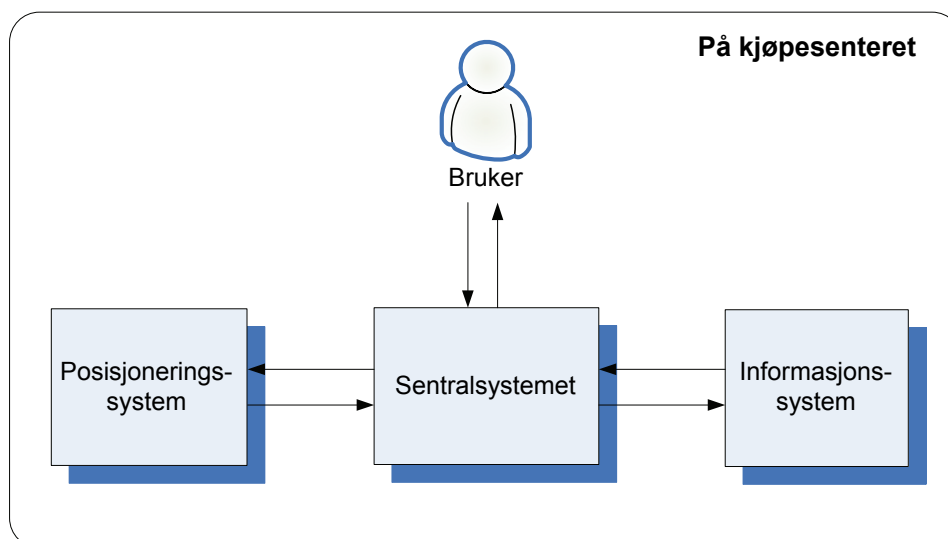 På kjøpesenteret
Bruker
Posisjonerings-
system
Sentralsystemet
Informasjons-
system